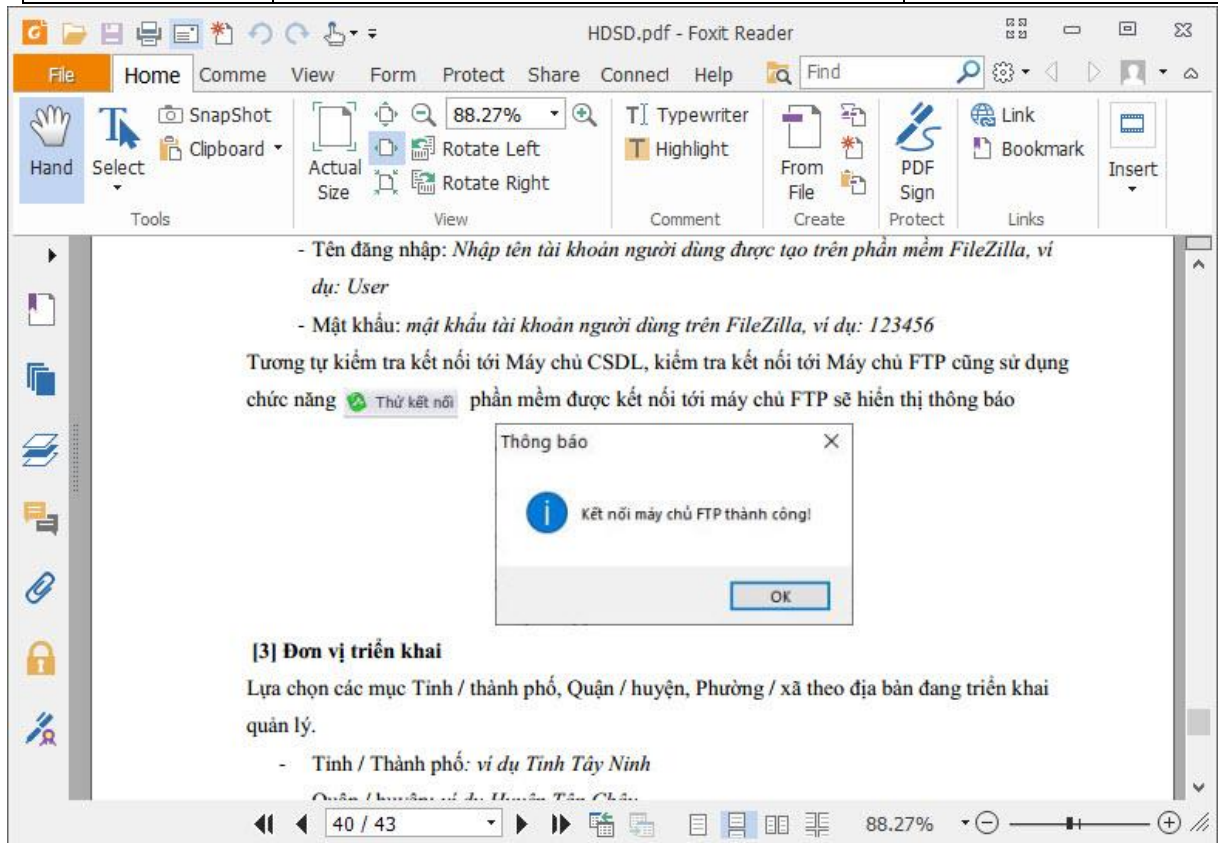 HDSD.pdf - Foxit Reader
File Home Comme View Form Protect Share Connect Help Find
Hand
Select
SnapShot
Clipboard
Tools
Actual Size
88.27%
Rotate Left
Rotate Right
View
Typewriter
Highlight
Comment
From File
Create
PDF Sign
Protect
Link
Bookmark
Links
Insert
- Tên đăng nhập: Nhập tên tài khoản người dùng được tạo trên phần mềm FileZilla, ví
dụ: User
- Mật khẩu: mật khẩu tài khoản người dùng trên FileZilla, ví dụ: 123456
Tương tự kiểm tra kết nối tới Máy chủ CSDL, kiểm tra kết nối tới Máy chủ FTP cũng sử dụng
chức năng Thử kết nối phần mềm được kết nối tới máy chủ FTP sẽ hiển thị thông báo
Thông báo
Kết nối máy chủ FTP thành công!
OK
[3] Đơn vị triển khai
Lựa chọn các mục Tỉnh / thành phố, Quận / huyện, Phường / xã theo địa bàn đang triển khai
quản lý.
- Tỉnh / Thành phố: ví dụ Tỉnh Tây Ninh
Quận / huyện: ví dụ Huyện Tân Châu
40 / 43
88.27%